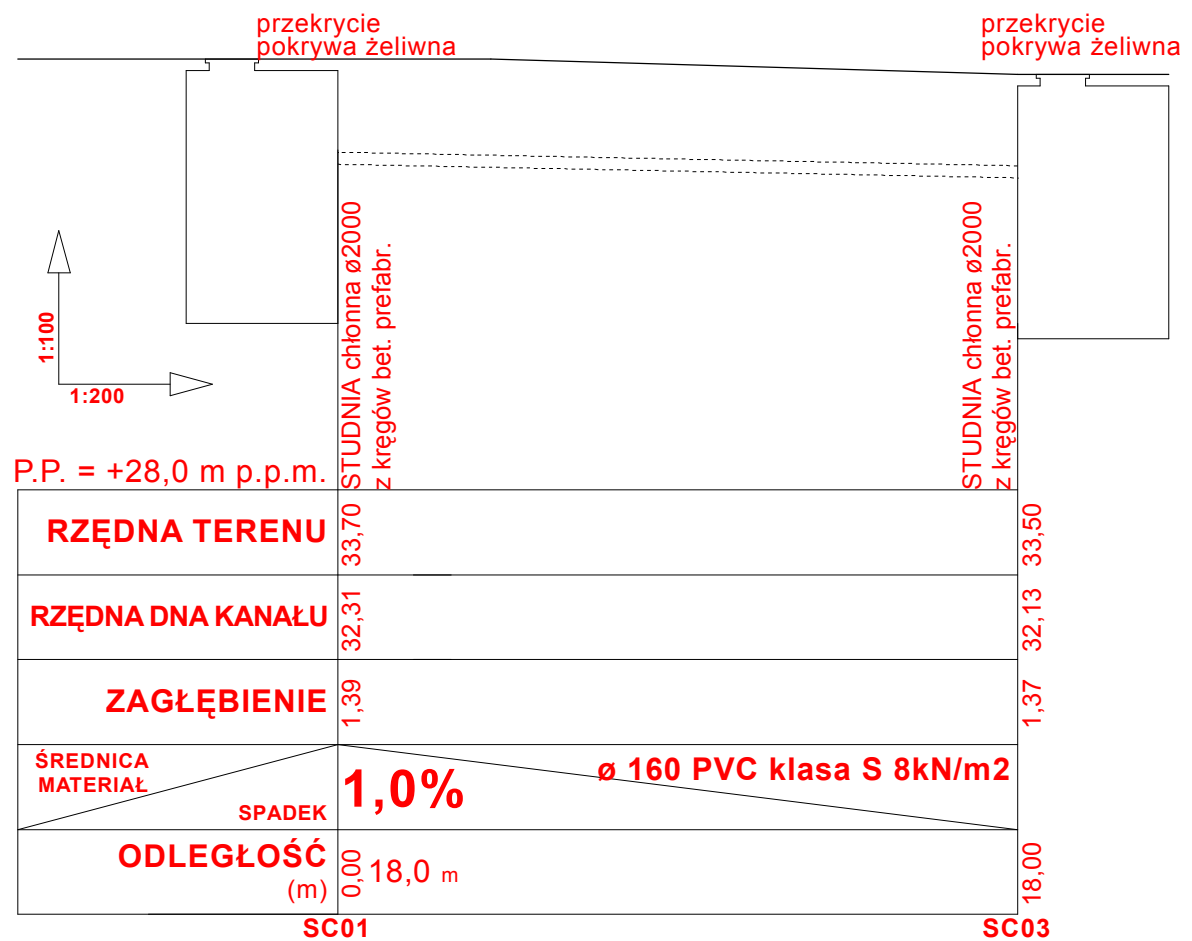 przekrycie
pokrywa żeliwna
przekrycie
pokrywa żeliwna
1:100
1:200
STUDNIA chłonna ø2000
z kręgów bet. prefabr.
STUDNIA chłonna ø2000
z kręgów bet. prefabr.
P.P. = +28,0 m p.p.m.
RZĘDNA TERENU
33,70
33,50
RZĘDNA DNA KANAŁU
32,31
32,13
ZAGŁĘBIENIE
1,39
1,37
ŚREDNICA
MATERIAŁ
SPADEK
1,0%
ø 160 PVC klasa S 8kN/m2
ODLEGŁOŚĆ
(m)
0,00
18,0 m
18,00
SC01
SC03